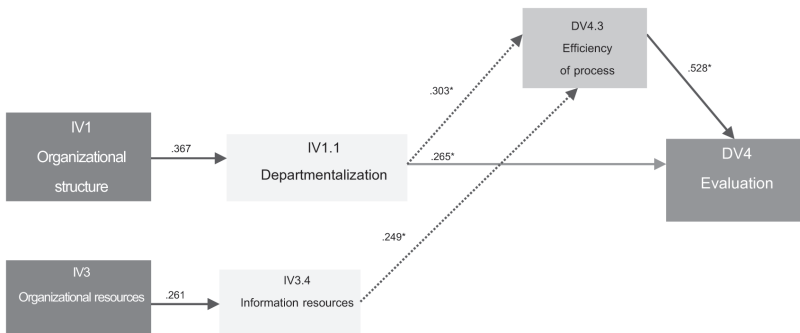 DV4.3
Efficiency
of process
.528*
.303*
IV1
Organizational
structure
.367
IV1.1
Departmentalization
.265*
DV4
Evaluation
.249*
IV3
Organizational resources
.261
IV3.4
Information resources